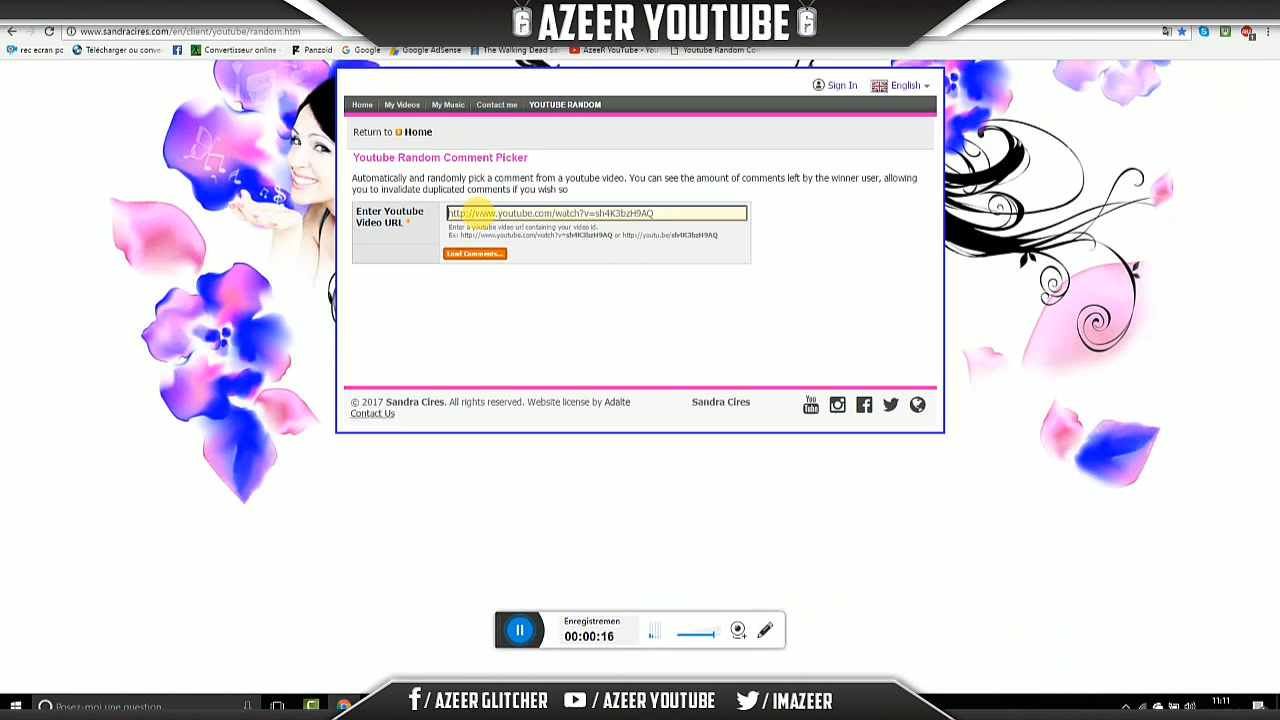 AZEER YOUTUBE
www.sandracires.com/en/client/youtube/random.htm
rec ecran pc
Télécharger ou conve
Convertisseur online -
Panzoid
Google
Google AdSense
The Walking Dead S
AzeeR YouTube - You
Youtube Random Co
Sign In
English
Home
My Videos
My Music
Contact me
YOUTUBE RANDOM
Return to Home
Youtube Random Comment Picker
Automatically and randomly pick a comment from a youtube video. You can see the amount of comments left by the winner user, allowing
you to invalidate duplicated comments if you wish so
Enter Youtube
Video URL *
http://www.youtube.com/watch?v=sh4K3bzH9AQ
Enter a youtube video url containing your video id.
Ex: http://www.youtube.com/watch?v=sh4K3bzH9AQ or http://youtu.be/sh4K3bzH9AQ
Load Comments...
© 2017 Sandra Cires. All rights reserved. Website license by Adalte
Contact Us
Sandra Cires
You
Tube
Enregistremen
00:00:16
Posez-moi une question
/ AZEER GLITCHER
/ AZEER YOUTUBE
/ IMAZEER
11:11